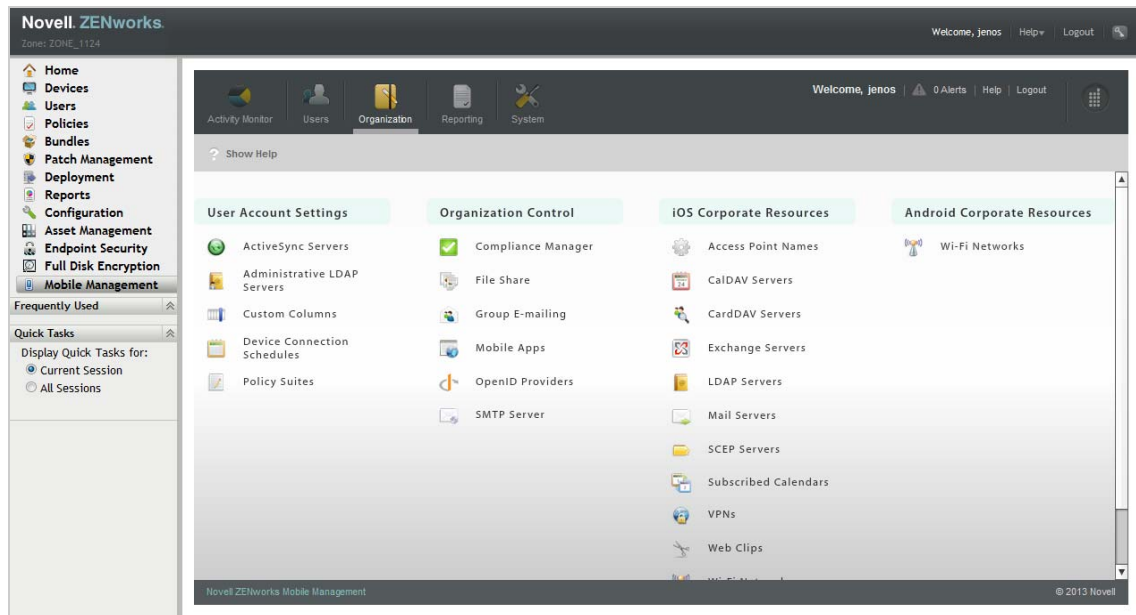 Novell ZENworks.
Zone: ZONE_1124
Welcome, jenos
Help
Logout
Home
Devices
Users
Policies
Bundles
Patch Management
Deployment
Reports
Configuration
Asset Management
Endpoint Security
Full Disk Encryption
Mobile Management
Frequently Used
Quick Tasks
Display Quick Tasks for:
Current Session
All Sessions
Activity Monitor
Users
Organization
Reporting
System
Welcome, jenos | 0 Alerts | Help | Logout
? Show Help
User Account Settings
ActiveSync Servers
Administrative LDAP
Servers
Custom Columns
Device Connection
Schedules
Policy Suites
Organization Control
Compliance Manager
File Share
Group E-mailing
Mobile Apps
OpenID Providers
SMTP Server
iOS Corporate Resources
Access Point Names
CalDAV Servers
CardDAV Servers
Exchange Servers
LDAP Servers
Mail Servers
SCEP Servers
Subscribed Calendars
VPNs
Web Clips
Android Corporate Resources
Wi-Fi Networks
Novell ZENworks Mobile Management
© 2013 Novell